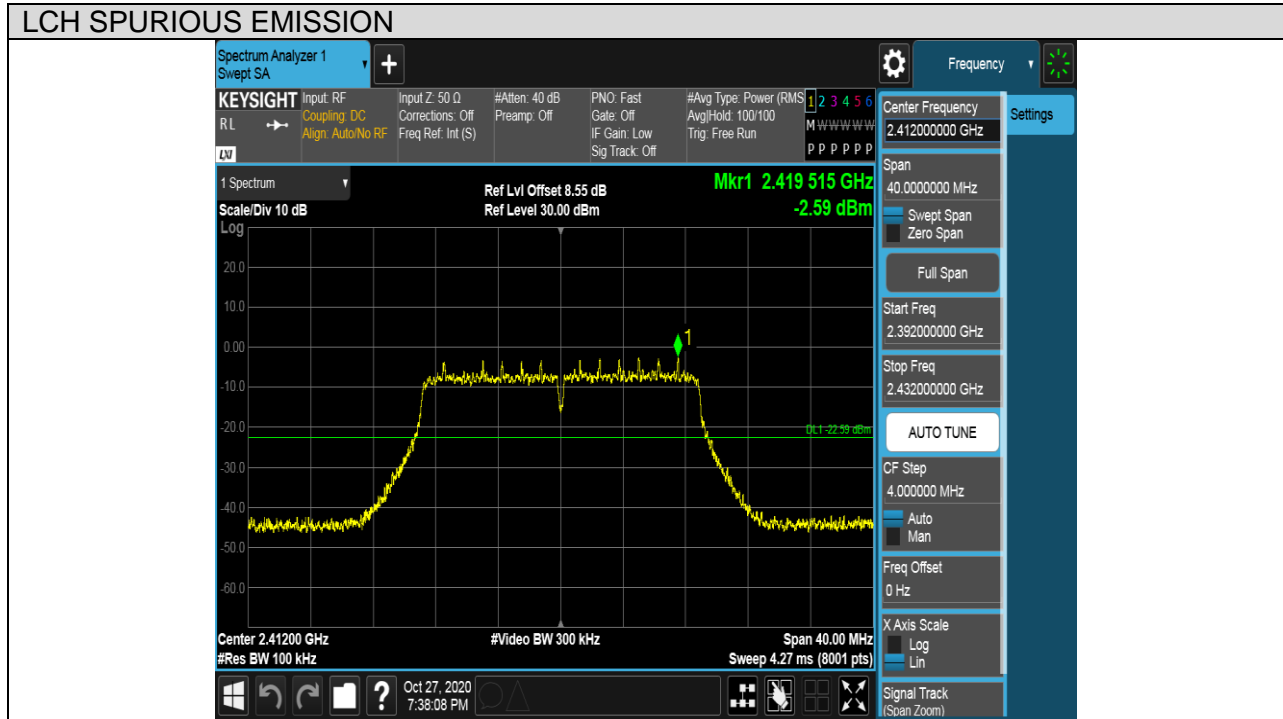 LCH SPURIOUS EMISSION
Spectrum Analyzer 1
Swept SA
Frequency
KEYSIGHT
RL
LXI
Input: RF
Coupling: DC
Align: Auto/No RF
Input Z: 50 Ω
Corrections: Off
Freq Ref: Int (S)
#Atten: 40 dB
Preamp: Off
PNO: Fast
Gate: Off
IF Gain: Low
Sig Track: Off
#Avg Type: Power (RMS
Avg|Hold: 100/100
Trig: Free Run
1 2 3 4 5 6
M W W W W W
P P P P P P
1 Spectrum
Scale/Div 10 dB
Ref Lvl Offset 8.55 dB
Ref Level 30.00 dBm
Mkr1 2.419 515 GHz
-2.59 dBm
Log
20.0
10.0
0.00
-10.0
-20.0
-30.0
-40.0
-50.0
-60.0
1
DL1 -22.59 dBm
Center 2.41200 GHz
#Res BW 100 kHz
#Video BW 300 kHz
Span 40.00 MHz
Sweep 4.27 ms (8001 pts)
?
Oct 27, 2020
7:38:08 PM
Center Frequency
2.412000000 GHz
Settings
Span
40.0000000 MHz
Swept Span
Zero Span
Full Span
Start Freq
2.392000000 GHz
Stop Freq
2.432000000 GHz
AUTO TUNE
CF Step
4.000000 MHz
Auto
Man
Freq Offset
0 Hz
X Axis Scale
Log
Lin
Signal Track
(Span Zoom)